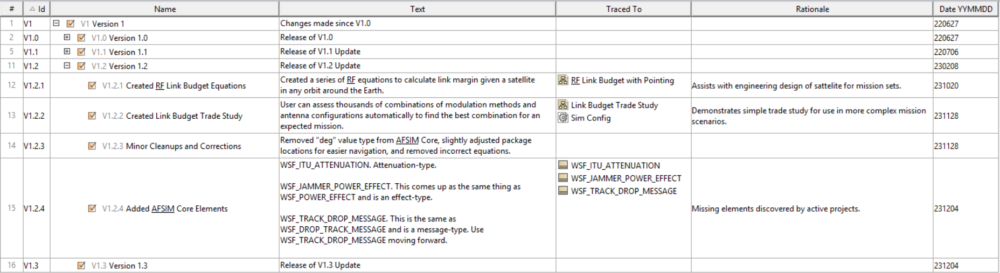 # Id Name Text Traced To Rationale Date YYMMDD
1 V1 V1 Version 1 Changes made since V1.0 220627
2 V1.0 V1.0 Version 1.0 Release of V1.0 220627
5 V1.1 V1.1 Version 1.1 Release of V1.1 Update 220706
11 V1.2 V1.2 Version 1.2 Release of V1.2 Update 230208
12 V1.2.1 V1.2.1 Created RF Link Budget Equations
Created a series of RF equations to calculate link margin given a satellite
in any orbit around the Earth.
RF Link Budget with Pointing
Assists with engineering design of sattelite for mission sets.
231020
13 V1.2.2 V1.2.2 Created Link Budget Trade Study
User can assess thousands of combinations of modulation methods and
antenna configurations automatically to find the best combination for an
expected mission.
Link Budget Trade Study
Sim Config
Demonstrates simple trade study for use in more complex mission
scenarios.
231128
14 V1.2.3 V1.2.3 Minor Cleanups and Corrections
Removed "deg" value type from AFSIM Core, slightly adjusted package
locations for easier navigation, and removed incorrect equations.
231128
15 V1.2.4 V1.2.4 Added AFSIM Core Elements
WSF_ITU_ATTENUATION. Attenuation-type.
WSF_JAMMER_POWER_EFFECT. This comes up as the same thing as
WSF_POWER_EFFECT and is an effect-type.
WSF_TRACK_DROP_MESSAGE. This is the same as
WSF_DROP_TRACK_MESSAGE and is a message-type. Use
WSF_TRACK_DROP_MESSAGE moving forward.
WSF_ITU_ATTENUATION
WSF_JAMMER_POWER_EFFECT
WSF_TRACK_DROP_MESSAGE
Missing elements discovered by active projects.
231204
16 V1.3 V1.3 Version 1.3 Release of V1.3 Update 231204